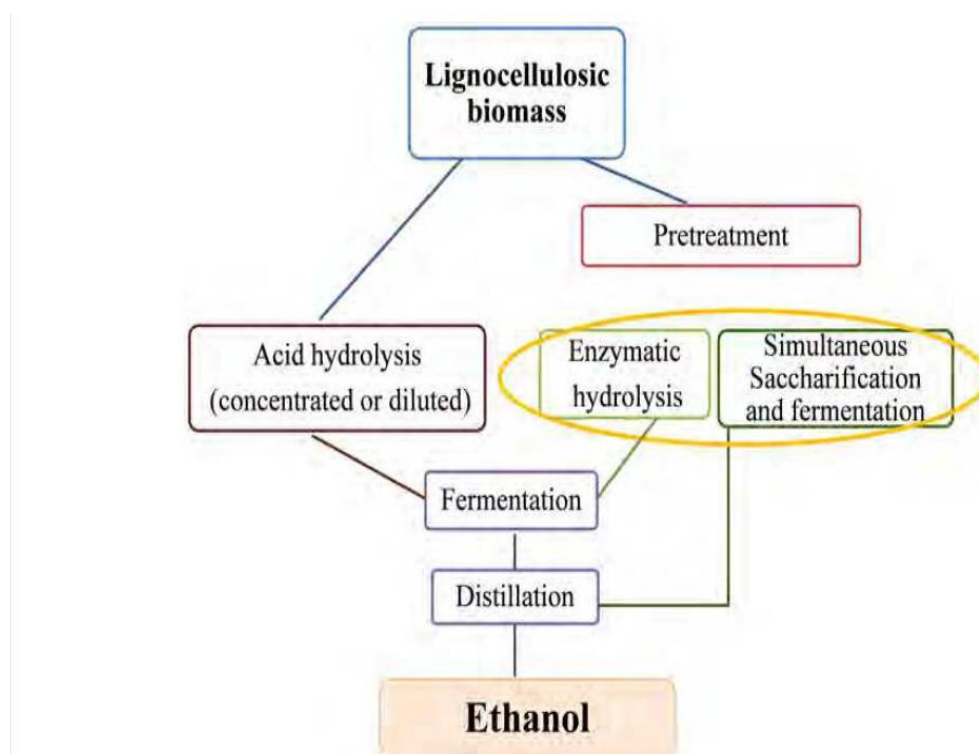 Lignocellulosic
biomass
Pretreatment
Acid hydrolysis
(concentrated or diluted)
Enzymatic
hydrolysis
Simultaneous
Saccharification
and fermentation
Fermentation
Distillation
Ethanol